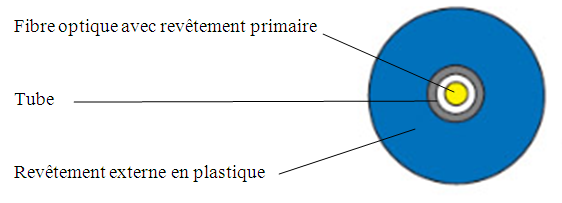 Fibre optique avec revêtement primaire
Tube
Revêtement externe en plastique